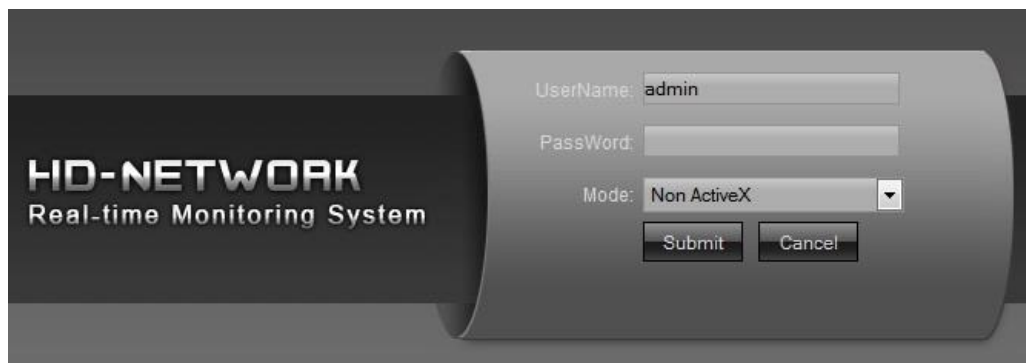 UserName: admin
PassWord:
HD-NETWORK
Real-time Monitoring System
Mode: Non ActiveX
Submit Cancel